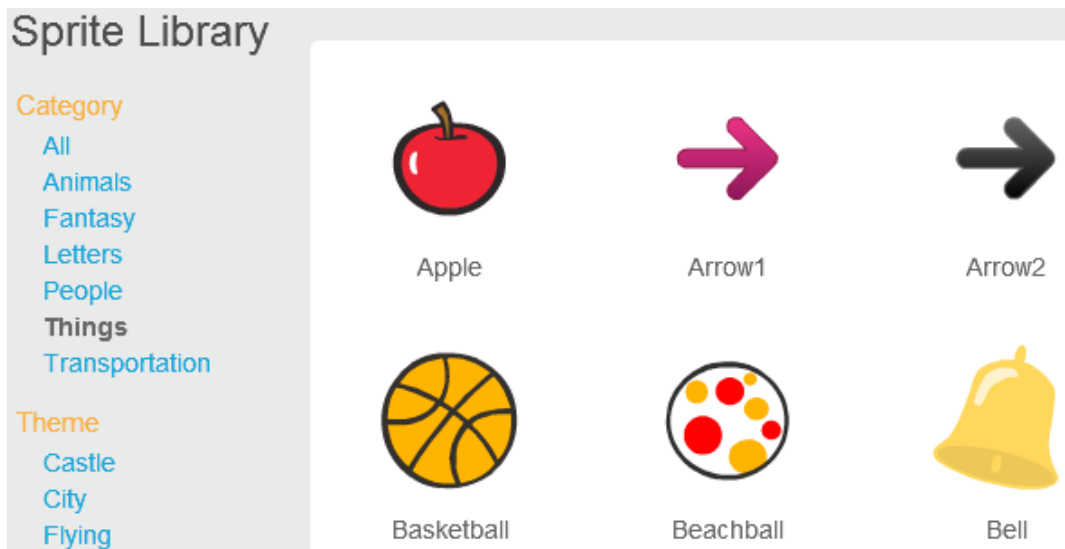 Sprite Library
Category
All
Animals
Fantasy
Letters
People
Things
Transportation
Theme
Castle
City
Flying
Apple
Arrow1
Arrow2
Basketball
Beachball
Bell